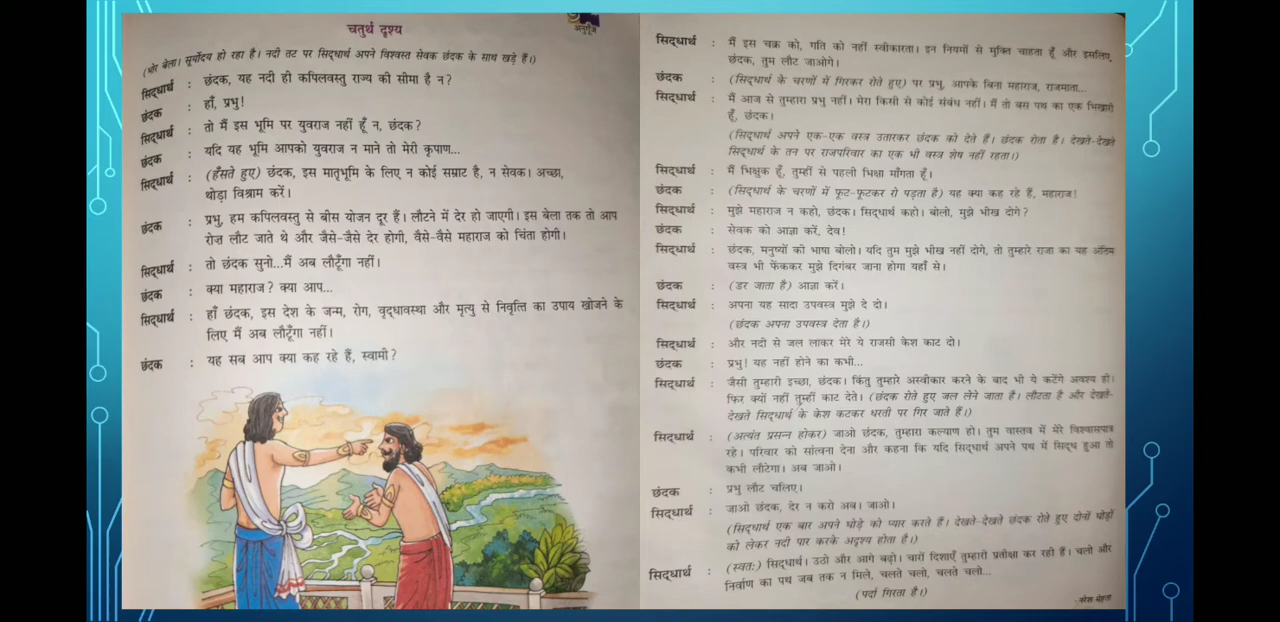 चतुर्थ दृश्य
अनुगूँज
(भोर बेला। सूर्योदय हो रहा है। नदी तट पर सिद्धार्थ अपने विश्वस्त सेवक छंदक के साथ खड़े हैं।)
सिद्धार्थ : छंदक, यह नदी ही कपिलवस्तु राज्य की सीमा है न?
छंदक : हाँ, प्रभु!
सिद्धार्थ : तो मैं इस भूमि पर युवराज नहीं हूँ न, छंदक?
छंदक : यदि यह भूमि आपको युवराज न माने तो मेरी कृपाण...
सिद्धार्थ : (हँसते हुए) छंदक, इस मातृभूमि के लिए न कोई सम्राट है, न सेवक। अच्छा,
थोड़ा विश्राम करें।
छंदक : प्रभु, हम कपिलवस्तु से बीस योजन दूर हैं। लौटने में देर हो जाएगी। इस बेला तक तो आप
रोज़ लौट जाते थे और जैसे-जैसे देर होगी, वैसे-वैसे महाराज को चिंता होगी।
सिद्धार्थ : तो छंदक सुनो...मैं अब लौटूँगा नहीं।
छंदक : क्या महाराज? क्या आप...
सिद्धार्थ : हाँ छंदक, इस देश के जन्म, रोग, वृद्धावस्था और मृत्यु से निवृत्ति का उपाय खोजने के
लिए मैं अब लौटूँगा नहीं।
छंदक : यह सब आप क्या कह रहे हैं, स्वामी?
सिद्धार्थ : मैं इस चक्र को, गति को नहीं स्वीकारता। इन नियमों से मुक्ति चाहता हूँ और इसलिए,
छंदक, तुम लौट जाओगे।
छंदक : (सिद्धार्थ के चरणों में गिरकर रोते हुए) पर प्रभु, आपके बिना महाराज, राजमाता...
सिद्धार्थ : मैं आज से तुम्हारा प्रभु नहीं। मेरा किसी से कोई संबंध नहीं। मैं तो बस पथ का एक भिखारी
हूँ, छंदक।
(सिद्धार्थ अपने एक-एक वस्त्र उतारकर छंदक को देते हैं। छंदक रोता है। देखते-देखते
सिद्धार्थ के तन पर राजपरिवार का एक भी वस्त्र शेष नहीं रहता।)
सिद्धार्थ : मैं भिक्षुक हूँ, तुम्हीं से पहली भिक्षा माँगता हूँ।
छंदक : (सिद्धार्थ के चरणों में फूट-फूटकर रो पड़ता है) यह क्या कह रहे हैं, महाराज!
सिद्धार्थ : मुझे महाराज न कहो, छंदक। सिद्धार्थ कहो। बोलो, मुझे भीख दोगे?
छंदक : सेवक को आज्ञा करें, देव!
सिद्धार्थ : छंदक, मनुष्यों की भाषा बोलो। यदि तुम मुझे भीख नहीं दोगे, तो तुम्हारे राजा का यह अंतिम
वस्त्र भी फेंककर मुझे दिगंबर जाना होगा यहाँ से।
छंदक : (डर जाता है) आज्ञा करें।
सिद्धार्थ : अपना यह सादा उपवस्त्र मुझे दे दो।
(छंदक अपना उपवस्त्र देता है।)
सिद्धार्थ : और नदी से जल लाकर मेरे ये राजसी केश काट दो।
छंदक : प्रभु! यह नहीं होने का कभी...
सिद्धार्थ : जैसी तुम्हारी इच्छा, छंदक। किंतु तुम्हारे अस्वीकार करने के बाद भी ये कटेंगे अवश्य ही।
फिर क्यों नहीं तुम्हीं काट देते। (छंदक रोते हुए जल लेने जाता है। लौटता है और देखते-
देखते सिद्धार्थ के केश कटकर धरती पर गिर जाते हैं।)
सिद्धार्थ : (अत्यंत प्रसन्न होकर) जाओ छंदक, तुम्हारा कल्याण हो। तुम वास्तव में मेरे विश्वासपात्र
रहे। परिवार को सांत्वना देना और कहना कि यदि सिद्धार्थ अपने पथ में सिद्ध हुआ तो
कभी लौटेगा। अब जाओ।
छंदक : प्रभु लौट चलिए।
सिद्धार्थ : जाओ छंदक, देर न करो अब। जाओ।
(सिद्धार्थ एक बार अपने घोड़े को प्यार करते हैं। देखते-देखते छंदक रोते हुए दोनों घोड़ों
को लेकर नदी पार करके अदृश्य होता है।)
सिद्धार्थ : (स्वतः) सिद्धार्थ। उठो और आगे बढ़ो। चारों दिशाएँ तुम्हारी प्रतीक्षा कर रही हैं। चलो और
निर्वाण का पथ जब तक न मिले, चलते चलो, चलते चलो...
(पर्दा गिरता है।)
-नरेश मेहता